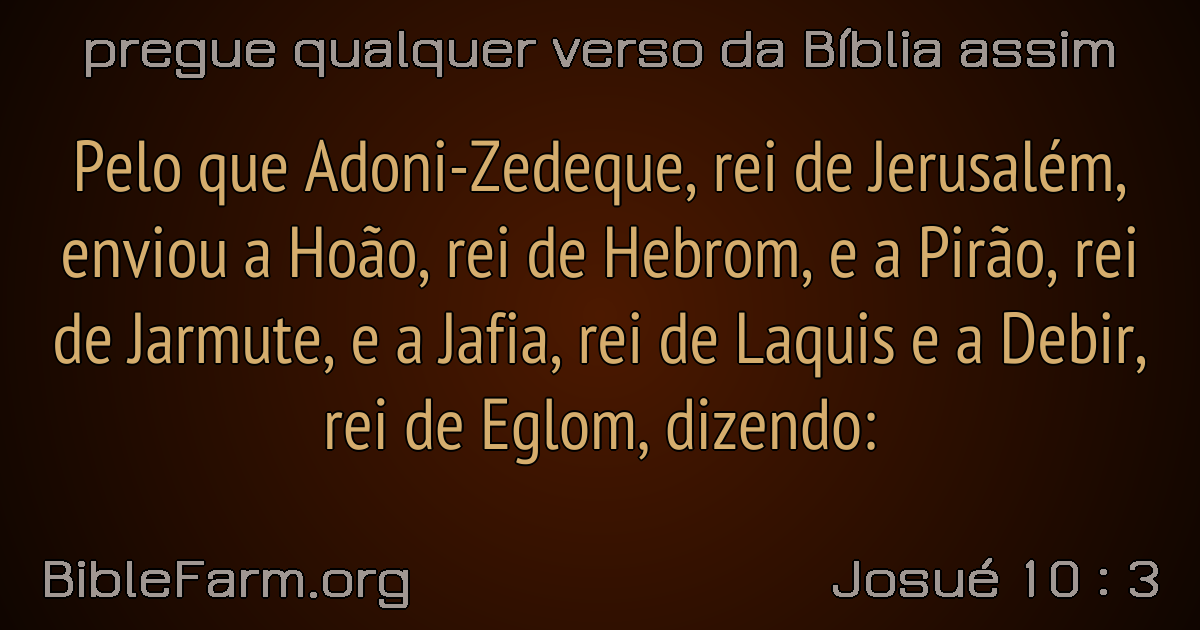 pregue qualquer verso da Bíblia assim
Pelo que Adoni-Zedeque, rei de Jerusalém,
enviou a Hoão, rei de Hebrom, e a Pirão, rei
de Jarmute, e a Jafia, rei de Laquis e a Debir,
rei de Eglom, dizendo:
BibleFarm.org
Josué 10 : 3